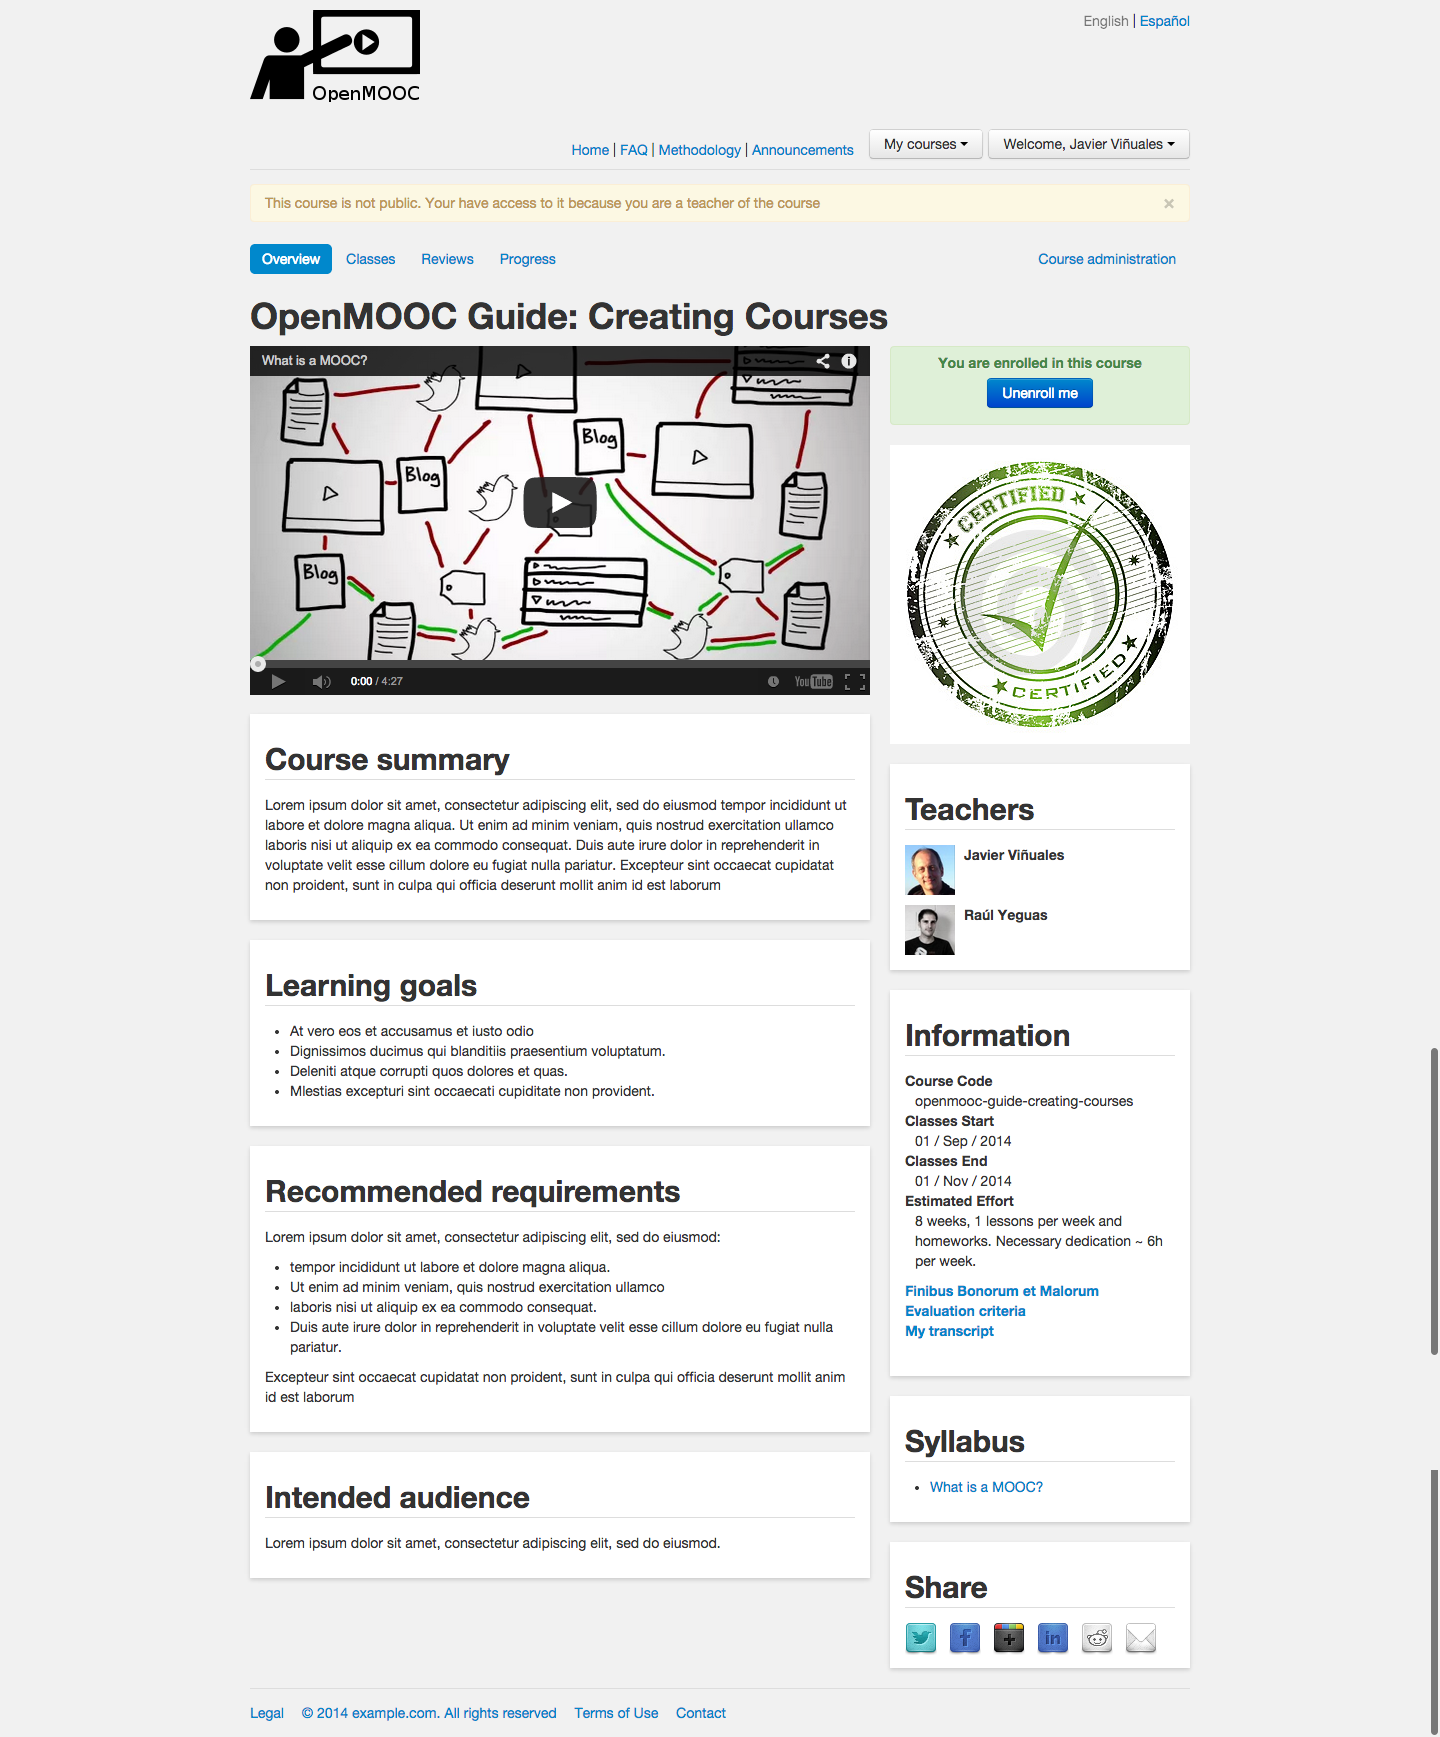 OpenMOOC
English | Español
Home | FAQ | Methodology | Announcements
My courses
Welcome, Javier Viñuales
This course is not public. Your have access to it because you are a teacher of the course
×
Overview
Classes
Reviews
Progress
Course administration
OpenMOOC Guide: Creating Courses
What is a MOOC?
Blog
Blog
Blog
0:00 / 4:27
YouTube
You are enrolled in this course
Unenroll me
CERTIFIED
CERTIFIED
Course summary
Lorem ipsum dolor sit amet, consectetur adipiscing elit, sed do eiusmod tempor incididunt ut
labore et dolore magna aliqua. Ut enim ad minim veniam, quis nostrud exercitation ullamco
laboris nisi ut aliquip ex ea commodo consequat. Duis aute irure dolor in reprehenderit in
voluptate velit esse cillum dolore eu fugiat nulla pariatur. Excepteur sint occaecat cupidatat
non proident, sunt in culpa qui officia deserunt mollit anim id est laborum
Learning goals
• At vero eos et accusamus et iusto odio
• Dignissimos ducimus qui blanditiis praesentium voluptatum.
• Deleniti atque corrupti quos dolores et quas.
• Mlestias excepturi sint occaecati cupiditate non provident.
Recommended requirements
Lorem ipsum dolor sit amet, consectetur adipiscing elit, sed do eiusmod:
• tempor incididunt ut labore et dolore magna aliqua.
• Ut enim ad minim veniam, quis nostrud exercitation ullamco
• laboris nisi ut aliquip ex ea commodo consequat.
• Duis aute irure dolor in reprehenderit in voluptate velit esse cillum dolore eu fugiat nulla
pariatur.
Excepteur sint occaecat cupidatat non proident, sunt in culpa qui officia deserunt mollit anim
id est laborum
Intended audience
Lorem ipsum dolor sit amet, consectetur adipiscing elit, sed do eiusmod.
Teachers
Javier Viñuales
Raúl Yeguas
Information
Course Code
openmooc-guide-creating-courses
Classes Start
01 / Sep / 2014
Classes End
01 / Nov / 2014
Estimated Effort
8 weeks, 1 lessons per week and
homeworks. Necessary dedication ~ 6h
per week.
Finibus Bonorum et Malorum
Evaluation criteria
My transcript
Syllabus
• What is a MOOC?
Share
Legal
© 2014 example.com. All rights reserved
Terms of Use
Contact